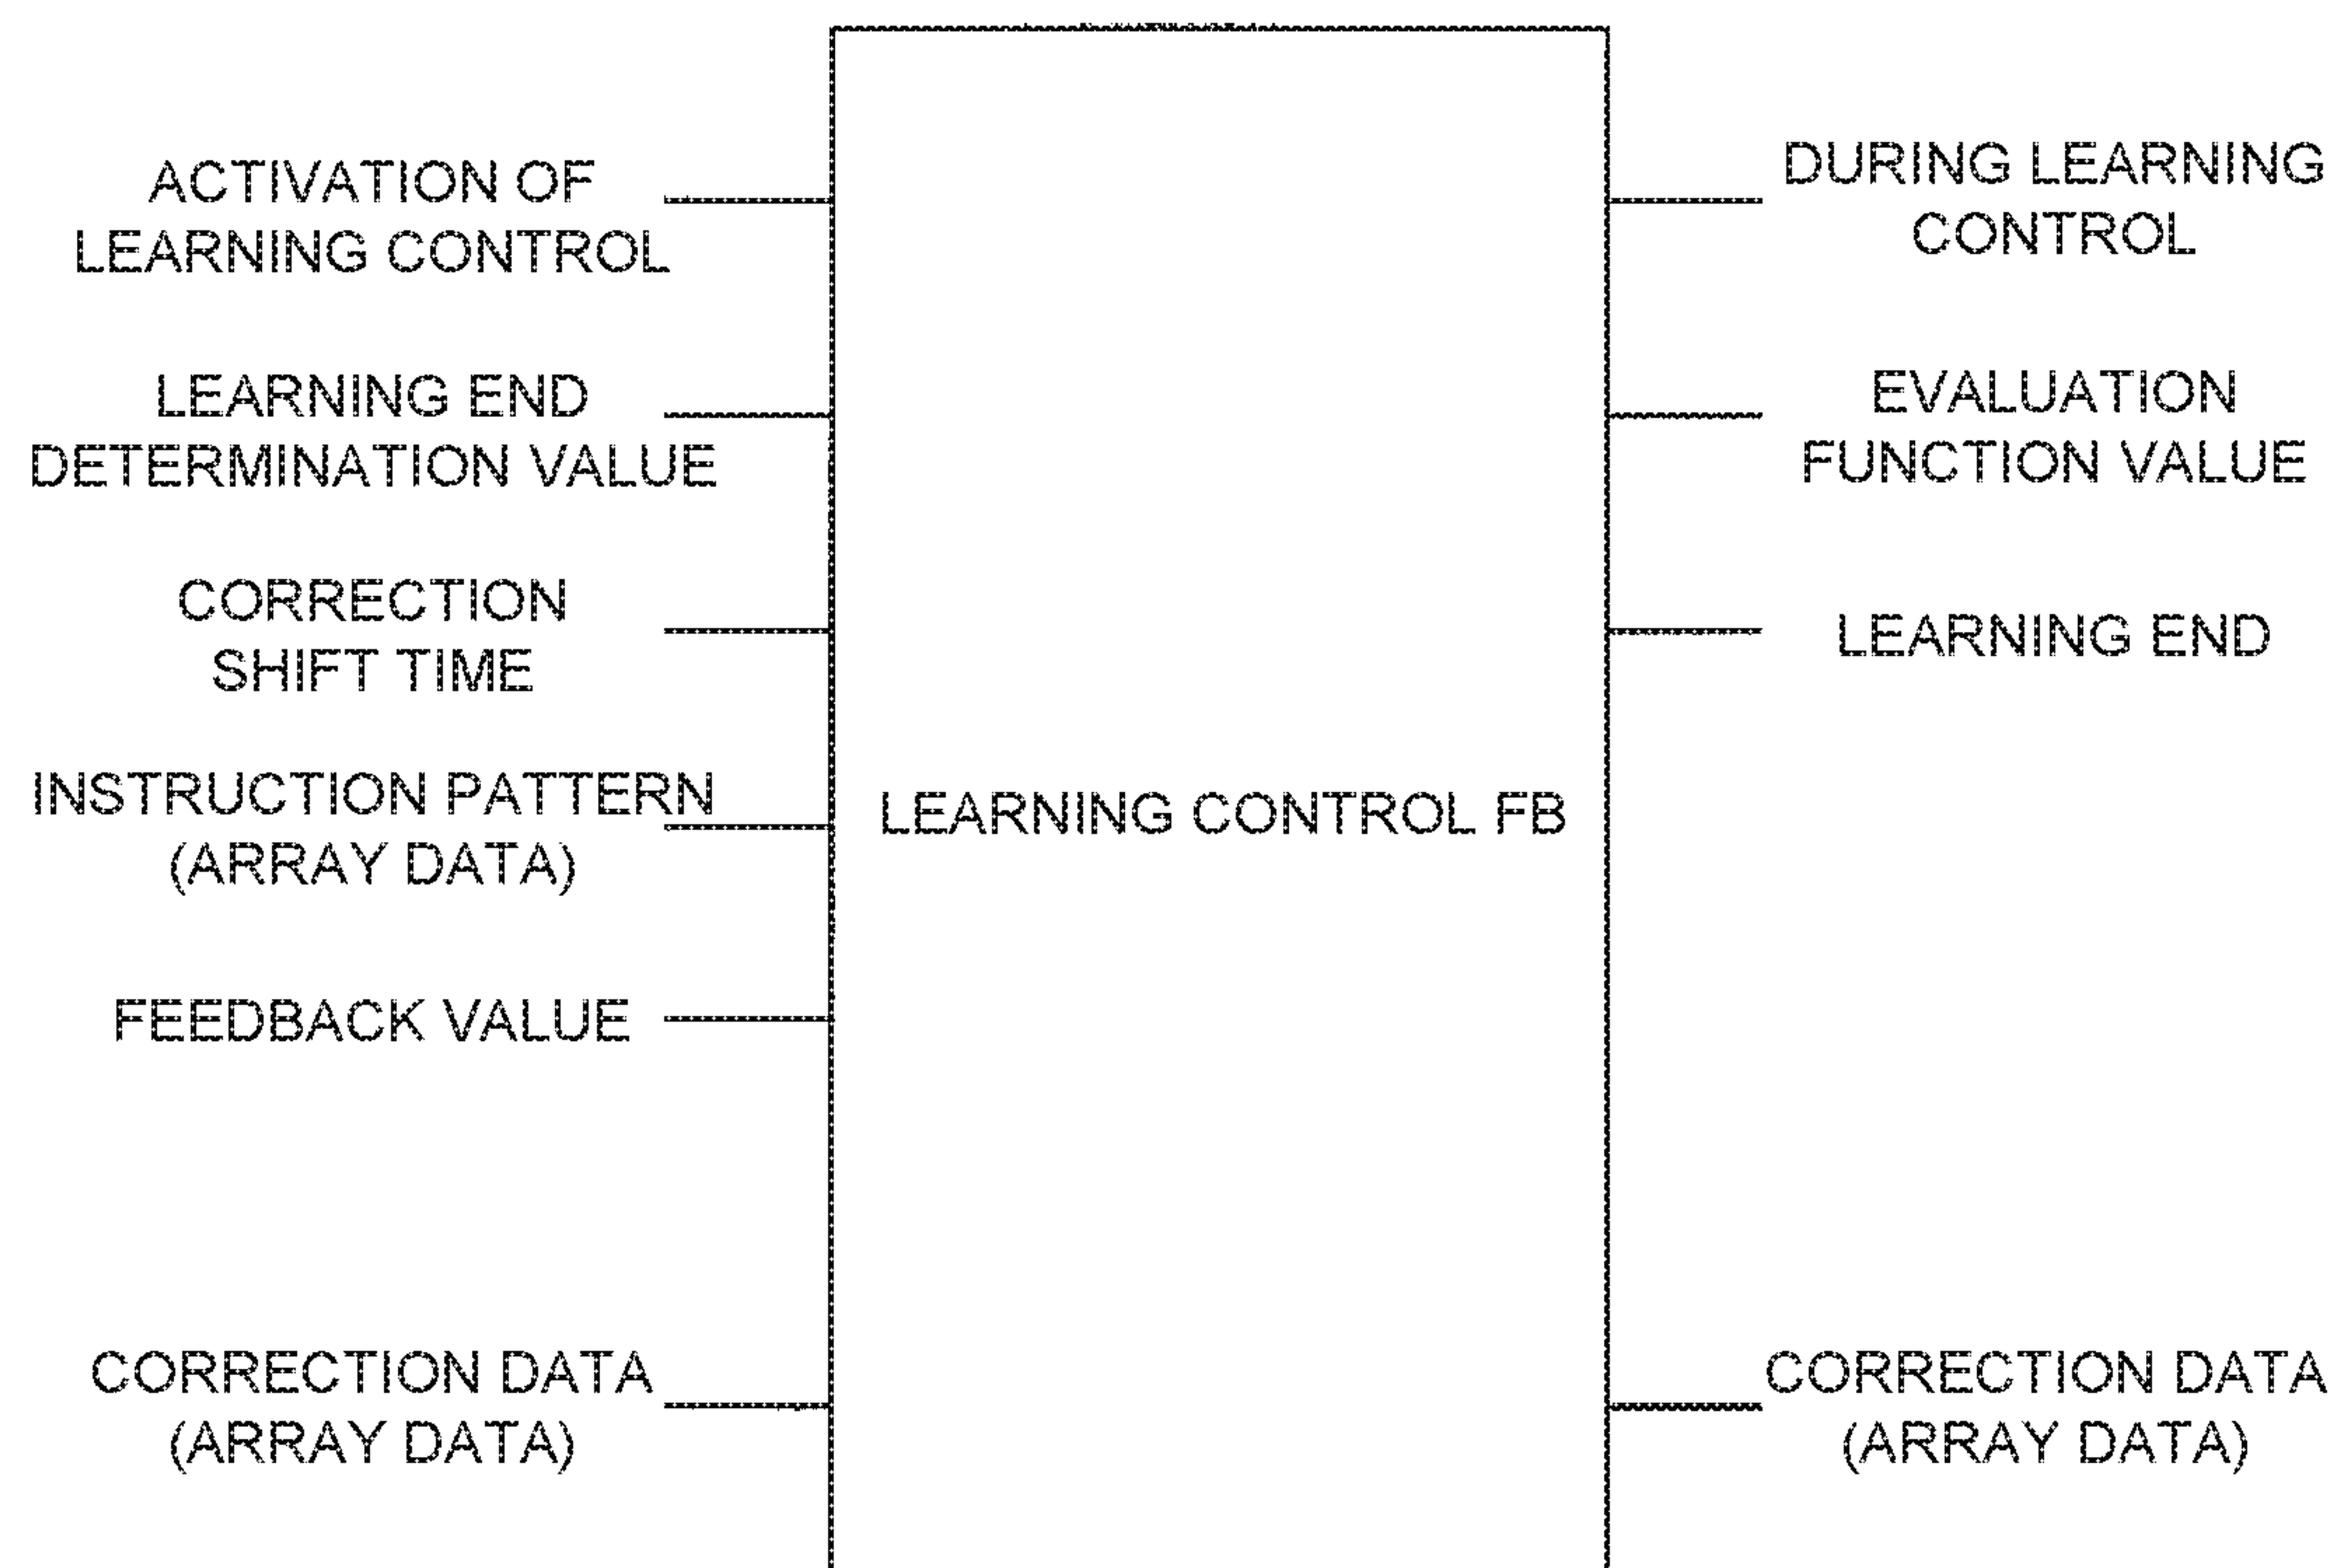 ACTIVATION OF
LEARNING CONTROL
LEARNING END
DETERMINATION VALUE
CORRECTION
SHIFT TIME
INSTRUCTION PATTERN
(ARRAY DATA)
FEEDBACK VALUE
CORRECTION DATA
(ARRAY DATA)
LEARNING CONTROL FB
DURING LEARNING
CONTROL
EVALUATION
FUNCTION VALUE
LEARNING END
CORRECTION DATA
(ARRAY DATA)